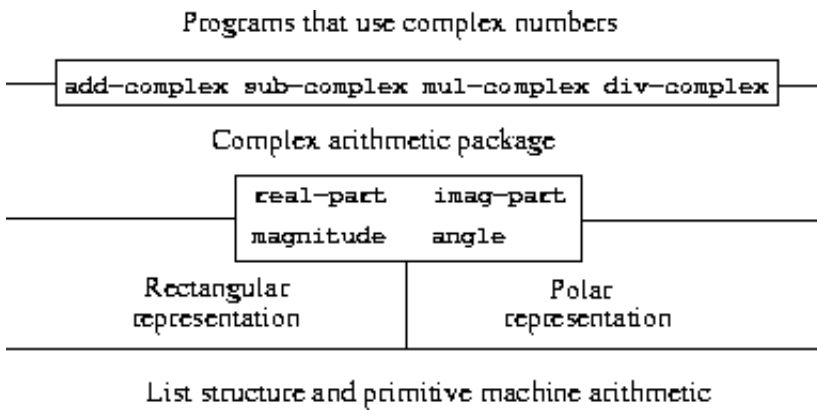 Programs that use complex numbers
add-complex sub-complex mul-complex div-complex
Complex arithmetic package
real-part imag-part
magnitude angle
Rectangular
representation
Polar
representation
List structure and primitive machine arithmetic